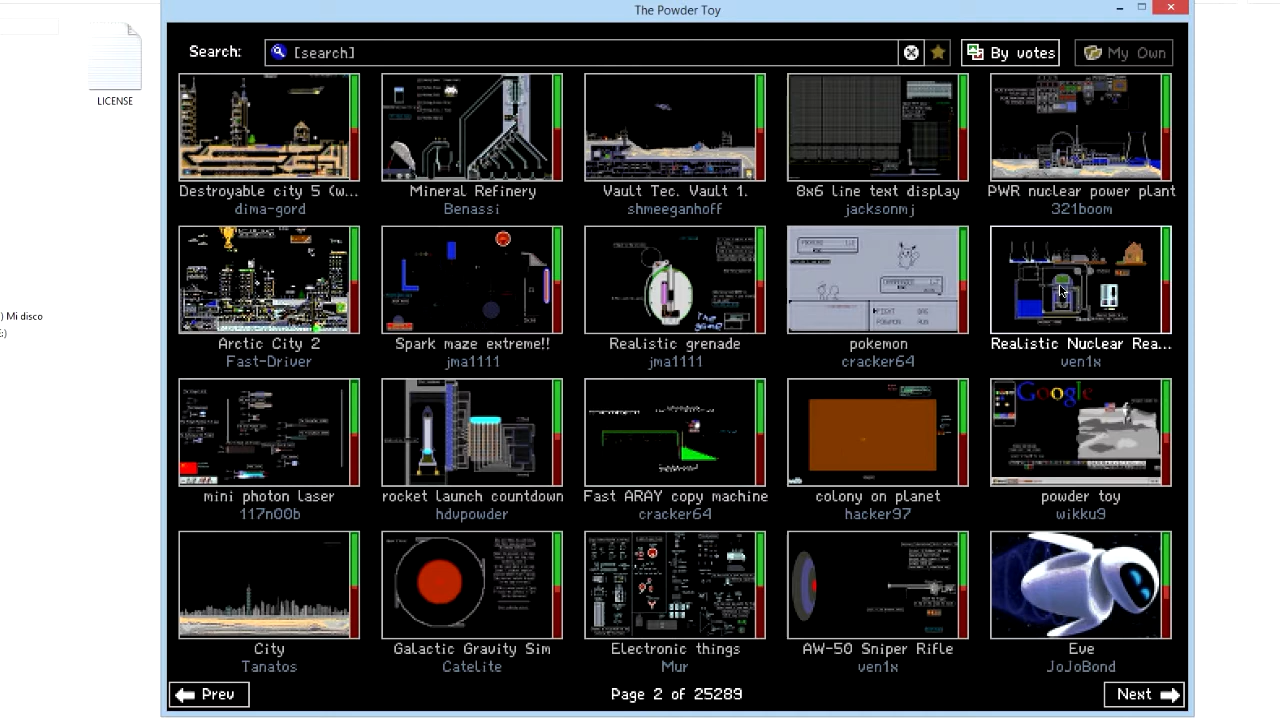 The Powder Toy
Search: [search] By votes My Own
LICENSE
Destroyable city 5 (w... Mineral Refinery Vault Tec. Vault 1. 8x6 line text display PWR nuclear power plant
dima-gord Benassi shmeeganhoff jacksonmj 321boom
) Mi disco
:)
Arctic City 2 Spark maze extreme!! Realistic grenade pokemon Realistic Nuclear Rea...
Fast-Driver jma1111 jma1111 cracker64 ven1x
Google
mini photon laser rocket launch countdown Fast ARAY copy machine colony on planet powder toy
117n00b hdvpowder cracker64 hacker97 wikku9
City Galactic Gravity Sim Electronic things AW-50 Sniper Rifle Eve
Tanatos Catelite Mur ven1x JoJoBond
Prev Page 2 of 25289 Next